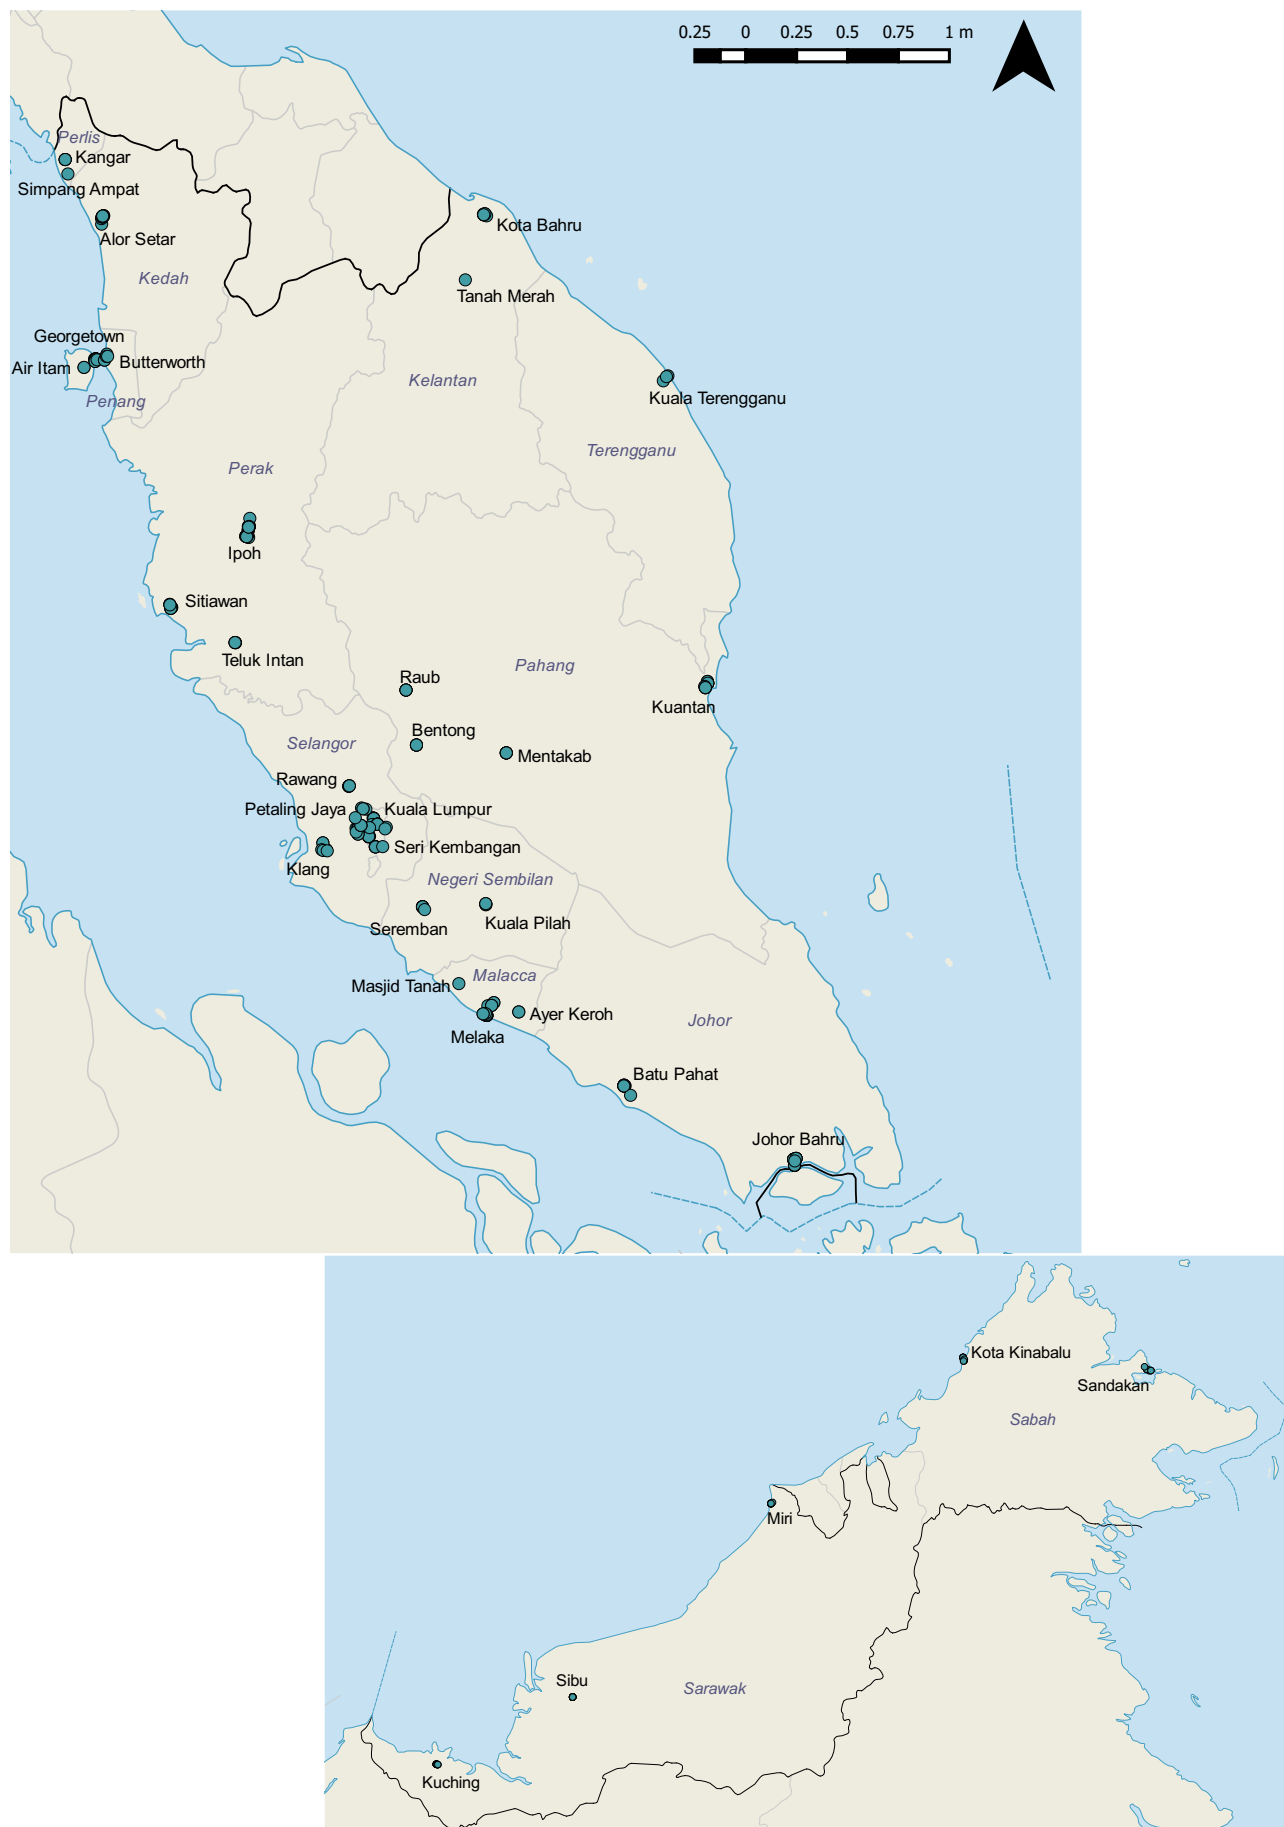 0.25 0 0.25 0.5 0.75 1 m
Perlis
Kangar
Simpang Ampat
Alor Setar
Kota Bahru
Kedah
Tanah Merah
Georgetown
Air Itam
Butterworth
Penang
Kelantan
Kuala Terengganu
Terengganu
Perak
Ipoh
Sitiawan
Teluk Intan
Raub
Pahang
Kuantan
Bentong
Selangor
Mentakab
Rawang
Petaling Jaya
Kuala Lumpur
Seri Kembangan
Klang
Negeri Sembilan
Seremban
Kuala Pilah
Masjid Tanah
Malacca
Ayer Keroh
Johor
Melaka
Batu Pahat
Johor Bahru
Kota Kinabalu
Sandakan
Sabah
Miri
Sibu
Sarawak
Kuching